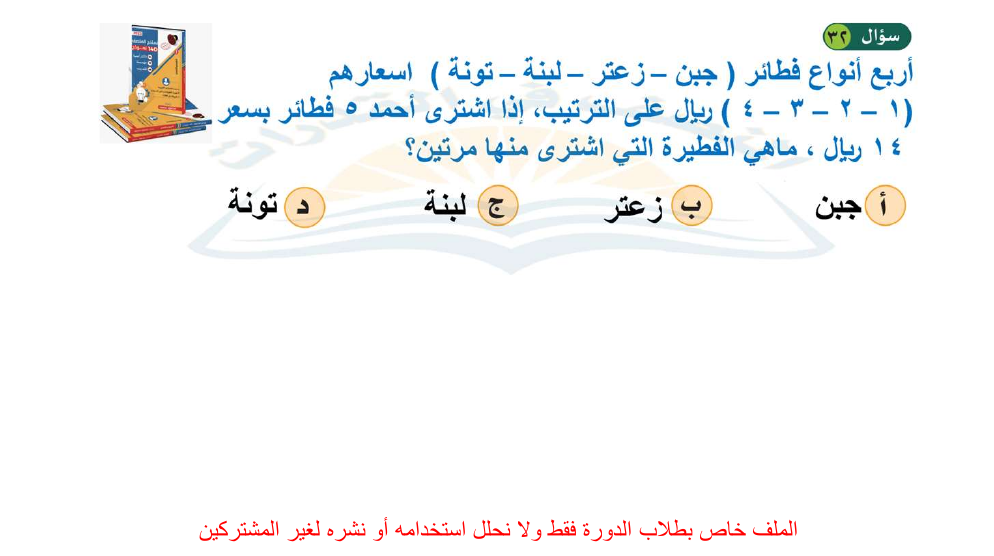 سؤال ٣٢
أربع أنواع فطائر ( جبن – زعتر – لبنة – تونة ) اسعارهم
(١ – ٢ – ٣ – ٤ ) ريال على الترتيب، إذا اشترى أحمد ٥ فطائر بسعر
١٤ ريال ، ماهي الفطيرة التي اشترى منها مرتين؟
أ جبن ب زعتر ج لبنة د تونة
الملف خاص بطلاب الدورة فقط ولا نحلل استخدامه أو نشره لغير المشتركين